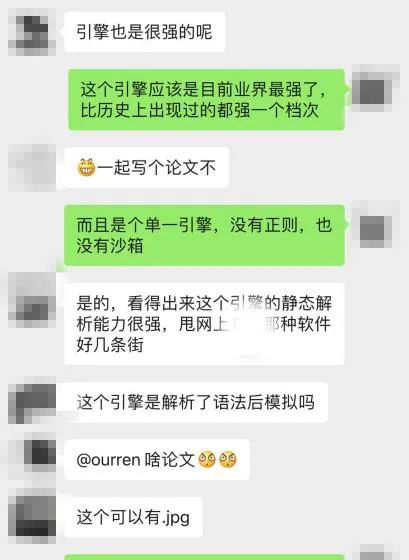 引擎也是很强的呢
这个引擎应该是目前业界最强了，
比历史上出现过的都强一个档次
一起写个论文不
而且是个单一引擎，没有正则，也
没有沙箱
是的，看得出来这个引擎的静态解
析能力很强，甩网上 那种软件
好几条街
这个引擎是解析了语法后模拟吗
@ourren 啥论文
这个可以有.jpg